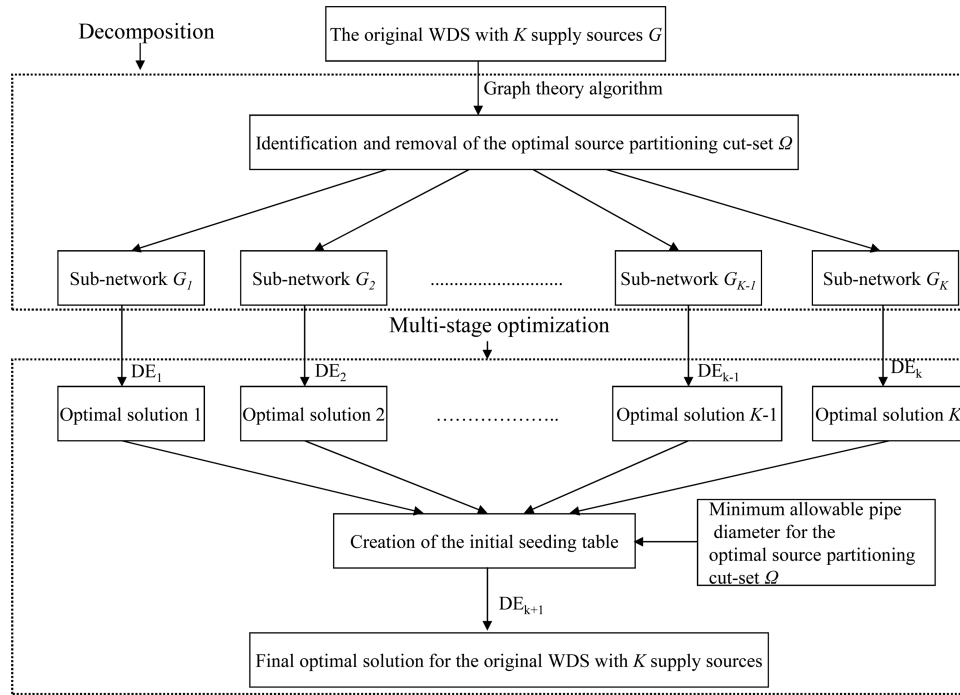 Decomposition
The original WDS with K supply sources G
Graph theory algorithm
Identification and removal of the optimal source partitioning cut-set Ω
Sub-network G1
Sub-network G2
..........................
Sub-network GK-1
Sub-network GK
Multi-stage optimization
DE1
DE2
DEk-1
DEk
Optimal solution 1
Optimal solution 2
………………..
Optimal solution K-1
Optimal solution K
Creation of the initial seeding table
Minimum allowable pipe
diameter for the
optimal source partitioning
cut-set Ω
DEk+1
Final optimal solution for the original WDS with K supply sources